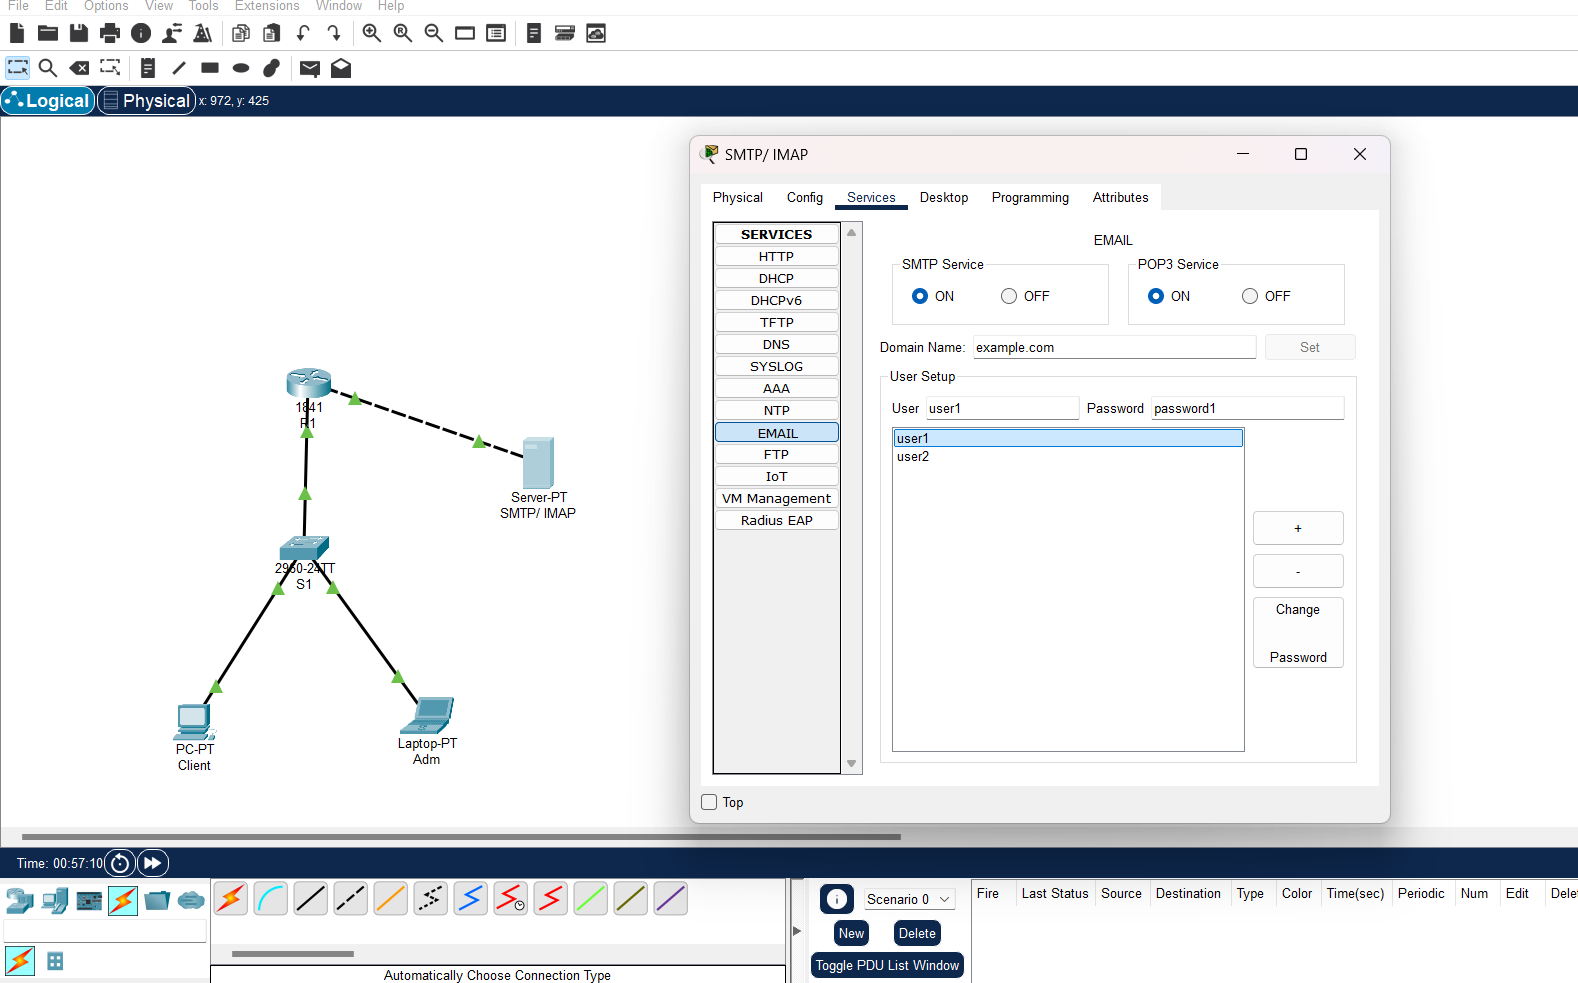 File Edit Options View Tools Extensions Window Help
Logical Physical x: 972, y: 425
SMTP/ IMAP
Physical Config Services Desktop Programming Attributes
SERVICES
HTTP
DHCP
DHCPv6
TFTP
DNS
SYSLOG
AAA
NTP
EMAIL
FTP
IoT
VM Management
Radius EAP
EMAIL
SMTP Service
ON OFF
POP3 Service
ON OFF
Domain Name: example.com Set
User Setup
User user1 Password password1
user1
user2
+
-
Change
Password
Top
1841
R1
Server-PT
SMTP/ IMAP
2960-24TT
S1
PC-PT
Client
Laptop-PT
Adm
Time: 00:57:10
Automatically Choose Connection Type
Scenario 0
New Delete
Toggle PDU List Window
Fire Last Status Source Destination Type Color Time(sec) Periodic Num Edit Dele